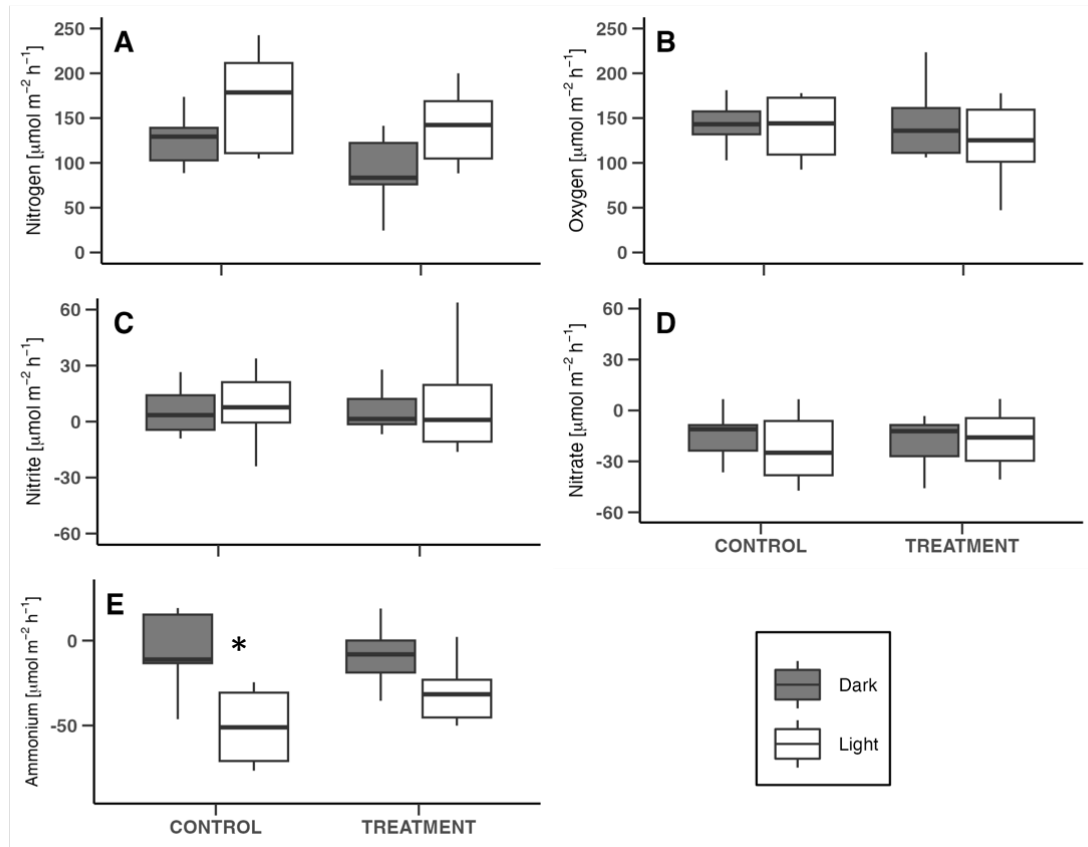 A
Nitrogen [µmol m⁻² h⁻¹]
250
200
150
100
50
0
B
Oxygen [µmol m⁻² h⁻¹]
250
200
150
100
50
0
C
Nitrite [µmol m⁻² h⁻¹]
60
30
0
-30
-60
D
Nitrate [µmol m⁻² h⁻¹]
60
30
0
-30
-60
CONTROL
TREATMENT
E
Ammonium [µmol m⁻² h⁻¹]
0
-50
*
CONTROL
TREATMENT
Dark
Light